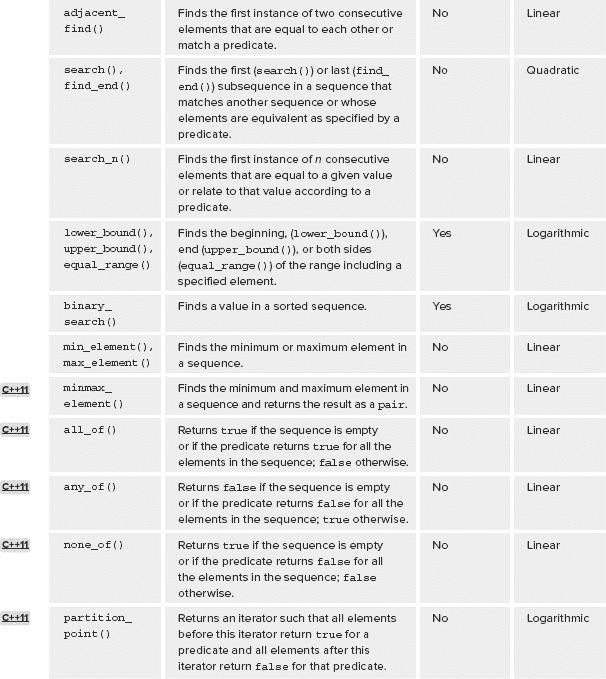 adjacent_ Finds the first instance of two consecutive No Linear
find() elements that are equal to each other or
match a predicate.
search(), Finds the first (search()) or last (find_ No Quadratic
find_end() end()) subsequence in a sequence that
matches another sequence or whose
elements are equivalent as specified by a
predicate.
search_n() Finds the first instance of n consecutive No Linear
elements that are equal to a given value
or relate to that value according to a
predicate.
lower_bound(), Finds the beginning, (lower_bound()), Yes Logarithmic
upper_bound(), end (upper_bound()), or both sides
equal_range() (equal_range()) of the range including a
specified element.
binary_ Finds a value in a sorted sequence. Yes Logarithmic
search()
min_element(), Finds the minimum or maximum element in No Linear
max_element() a sequence.
C++11 minmax_ Finds the minimum and maximum element in No Linear
element() a sequence and returns the result as a pair.
C++11 all_of() Returns true if the sequence is empty No Linear
or if the predicate returns true for all the
elements in the sequence; false otherwise.
C++11 any_of() Returns false if the sequence is empty No Linear
or if the predicate returns false for all the
elements in the sequence; true otherwise.
C++11 none_of() Returns true if the sequence is empty No Linear
or if the predicate returns false for all
the elements in the sequence; false
otherwise.
C++11 partition_ Returns an iterator such that all elements No Logarithmic
point() before this iterator return true for a
predicate and all elements after this
iterator return false for that predicate.